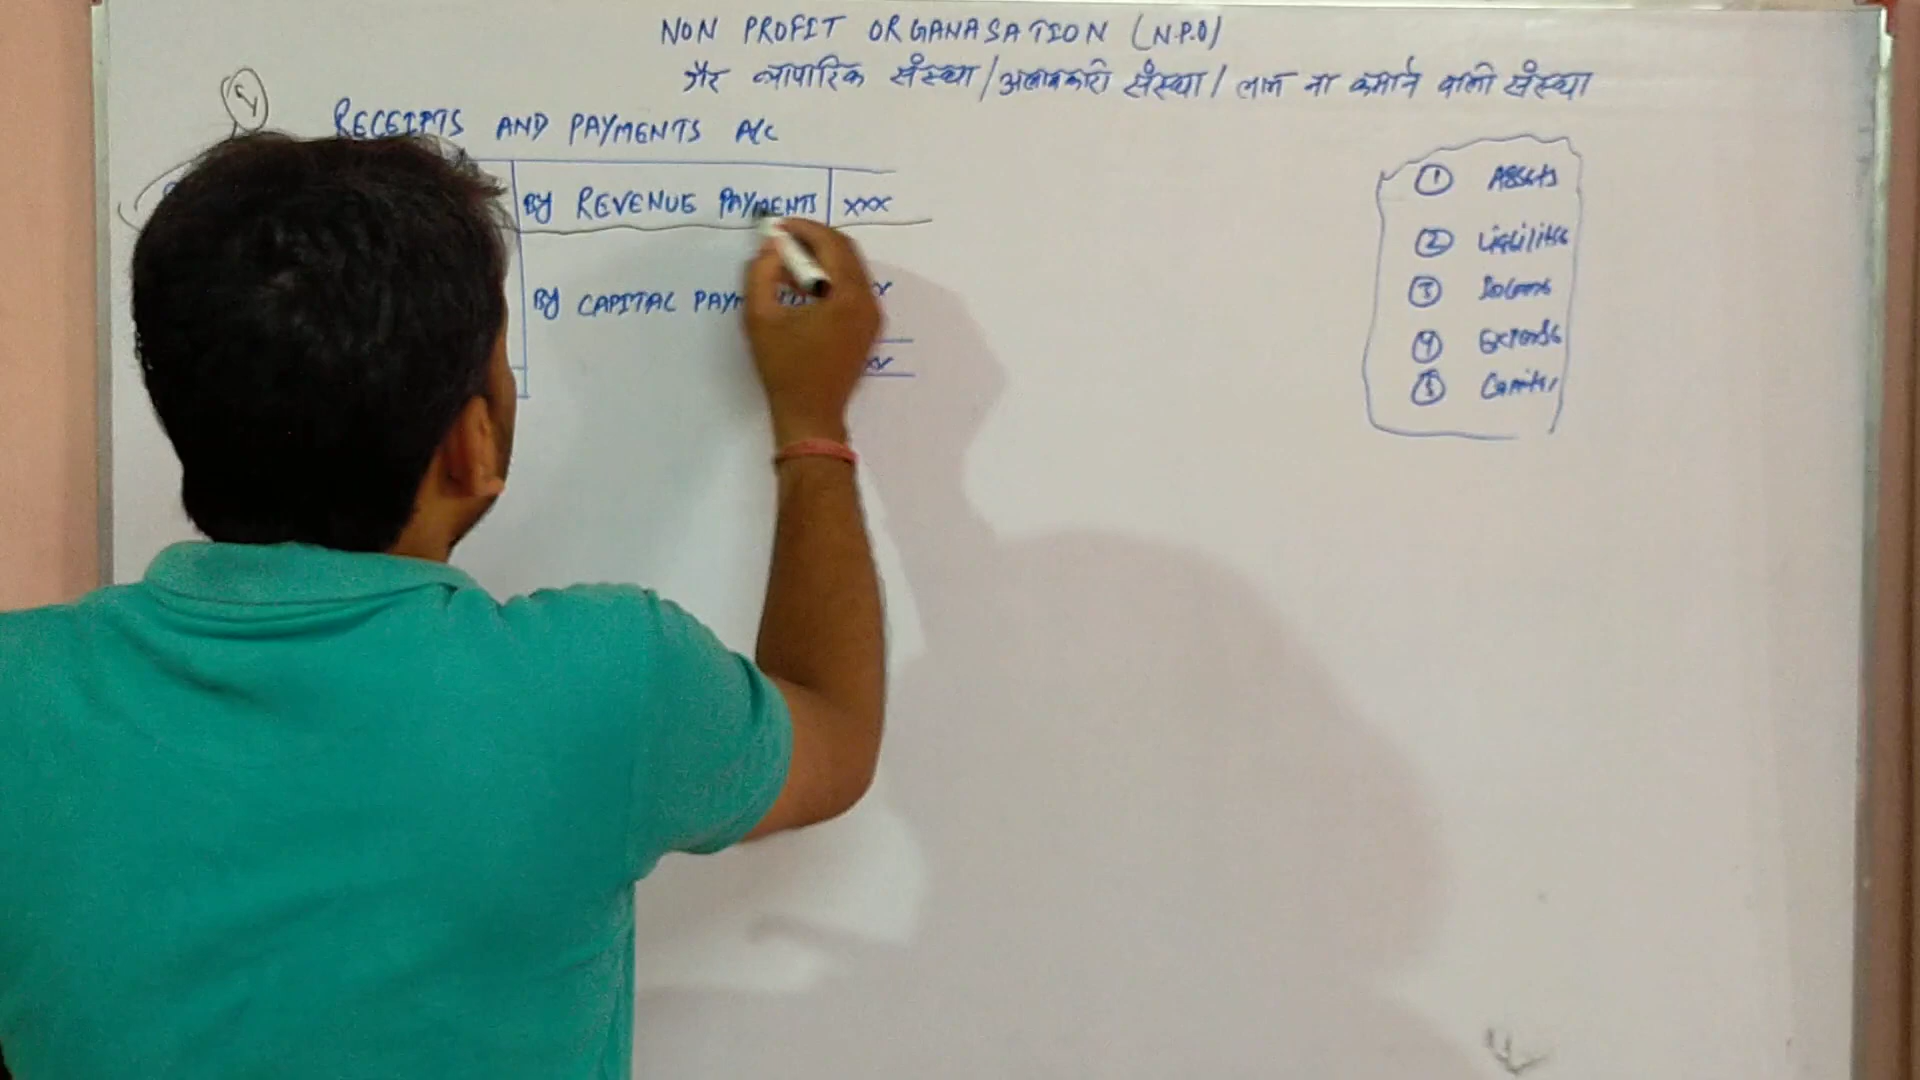 NON PROFIT ORGANASATION (N.P.O)
गैर व्यापारिक संस्था / अलाभकारी संस्था / लाभ ना कमाने वाली संस्था
RECEIPTS AND PAYMENTS A/C
By REVENUE PAYMENTS xxx
By CAPITAL PAYM
① Assets
② Liabilities
③ Incomes
④ Expenses
⑤ Capital